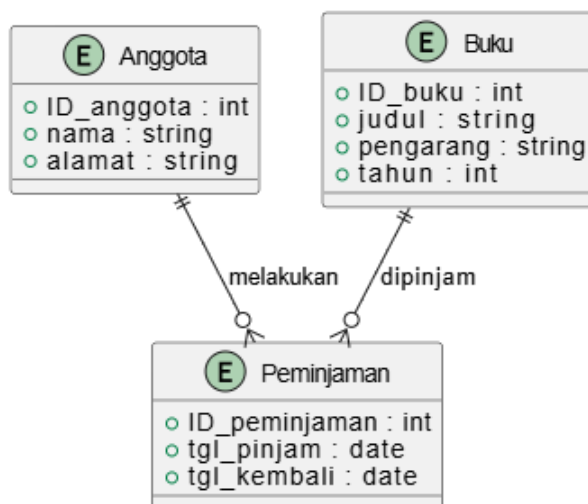 E Anggota
ID_anggota : int
nama : string
alamat : string
E Buku
ID_buku : int
judul : string
pengarang : string
tahun : int
melakukan
dipinjam
E Peminjaman
ID_peminjaman : int
tgl_pinjam : date
tgl_kembali : date